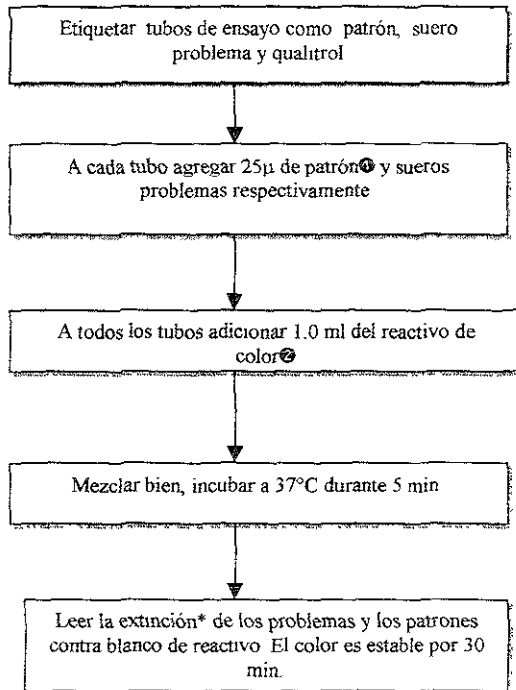 Etiquetar tubos de ensayo como patrón, suero
problema y qualitrol
A cada tubo agregar 25µ de patrón❶ y sueros
problemas respectivamente
A todos los tubos adicionar 1.0 ml del reactivo de
color❷
Mezclar bien, incubar a 37°C durante 5 min
Leer la extinción* de los problemas y los patrones
contra blanco de reactivo El color es estable por 30
min.